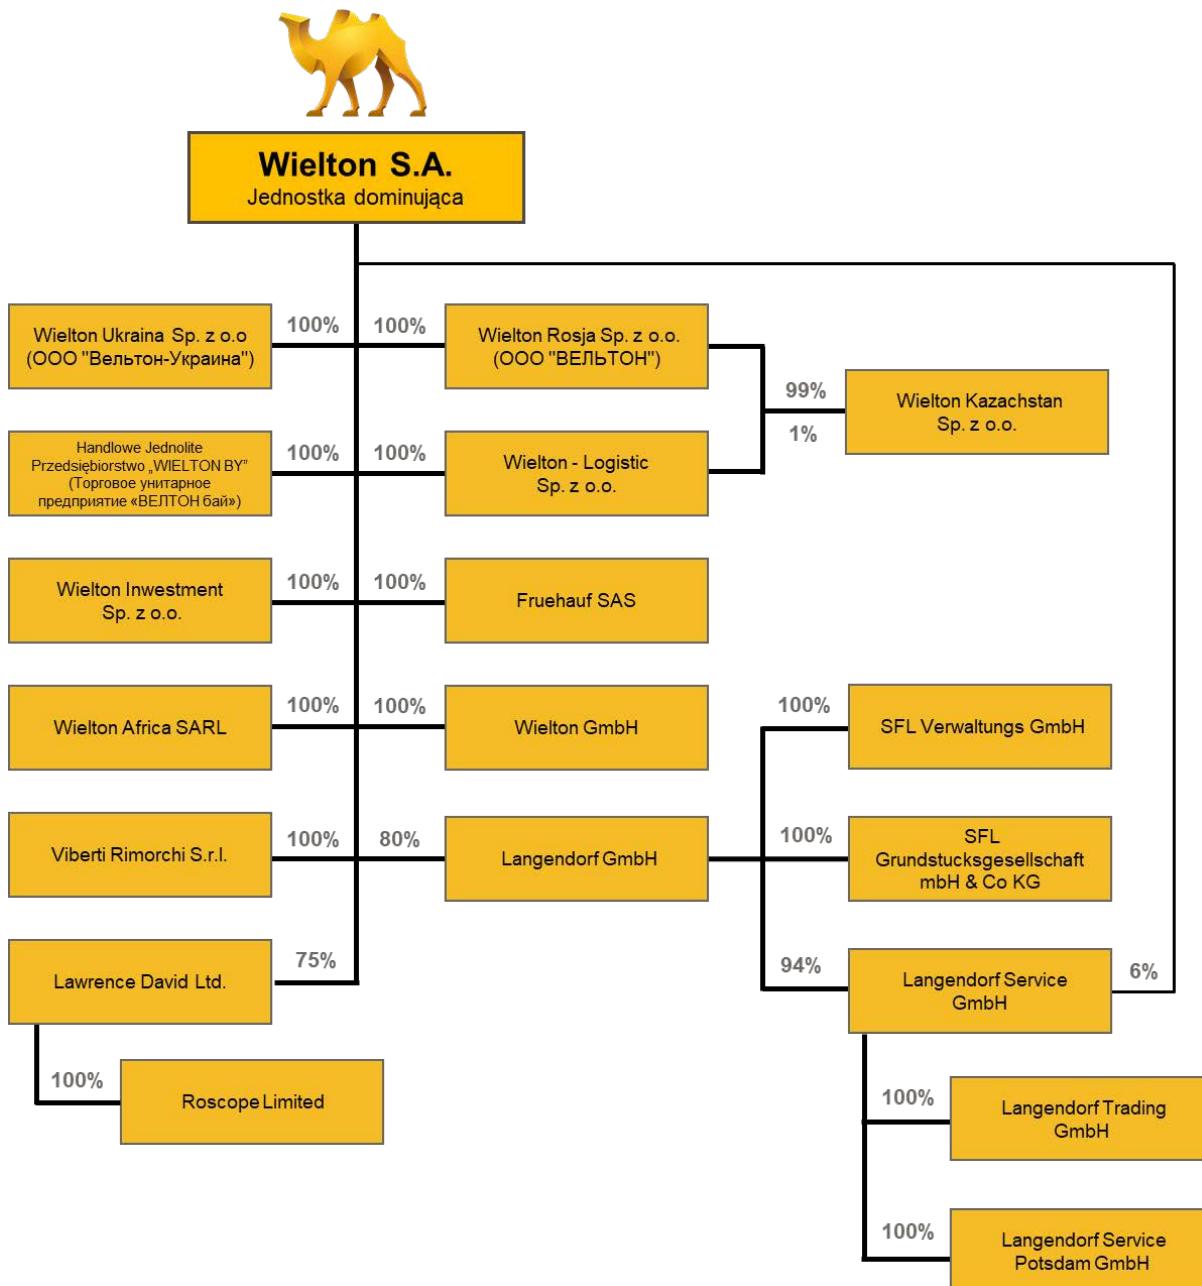 Wielton S.A.
Jednostka dominująca
Wielton Ukraina Sp. z o.o
(ООО "Вельтон-Украина")
100%
100%
Wielton Rosja Sp. z o.o.
(ООО "ВЕЛЬТОН")
99%
1%
Wielton Kazachstan
Sp. z o.o.
Handlowe Jednolite
Przedsiębiorstwo „WIELTON BY”
(Торговое унитарное
предприятие «ВЕЛТОН бай»)
100%
100%
Wielton - Logistic
Sp. z o.o.
Wielton Inwestment
Sp. z o.o.
100%
100%
Fruehauf SAS
Wielton Africa SARL
100%
100%
Wielton GmbH
100%
SFL Verwaltungs GmbH
Viberti Rimorchi S.r.l.
100%
80%
Langendorf GmbH
100%
SFL
Grundstucksgesellschaft
mbH & Co KG
Lawrence David Ltd.
75%
94%
Langendorf Service
GmbH
6%
100%
Roscope Limited
100%
Langendorf Trading
GmbH
100%
Langendorf Service
Potsdam GmbH